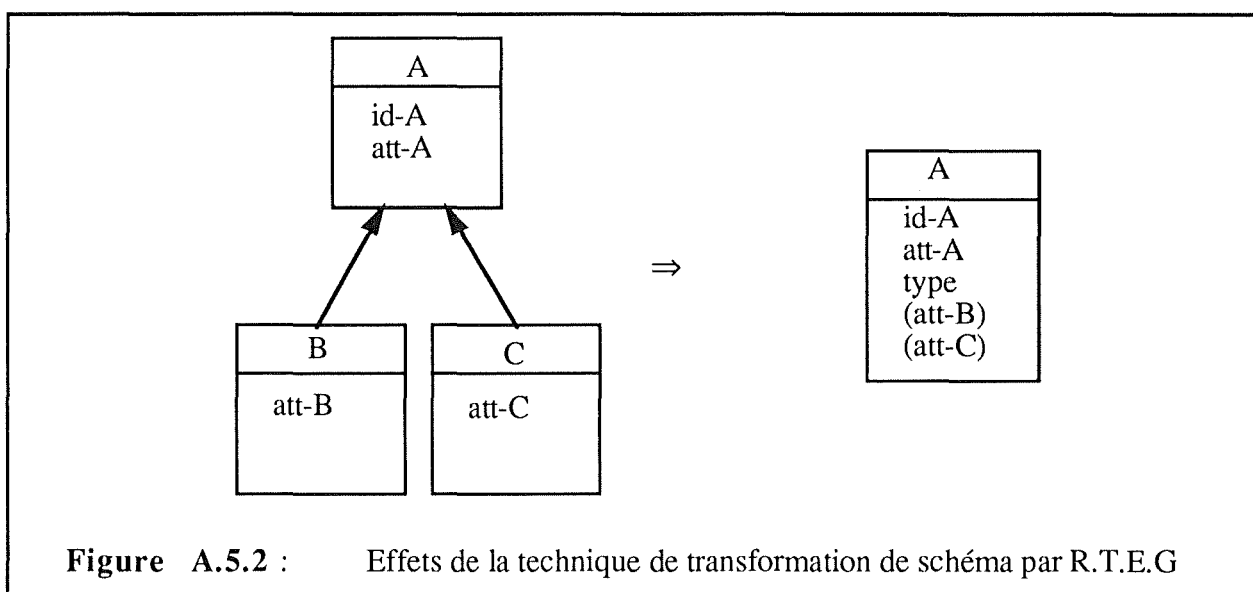 A
id-A
att-A
B
att-B
C
att-C
⇒
A
id-A
att-A
type
(att-B)
(att-C)
Figure A.5.2 : Effets de la technique de transformation de schéma par R.T.E.G